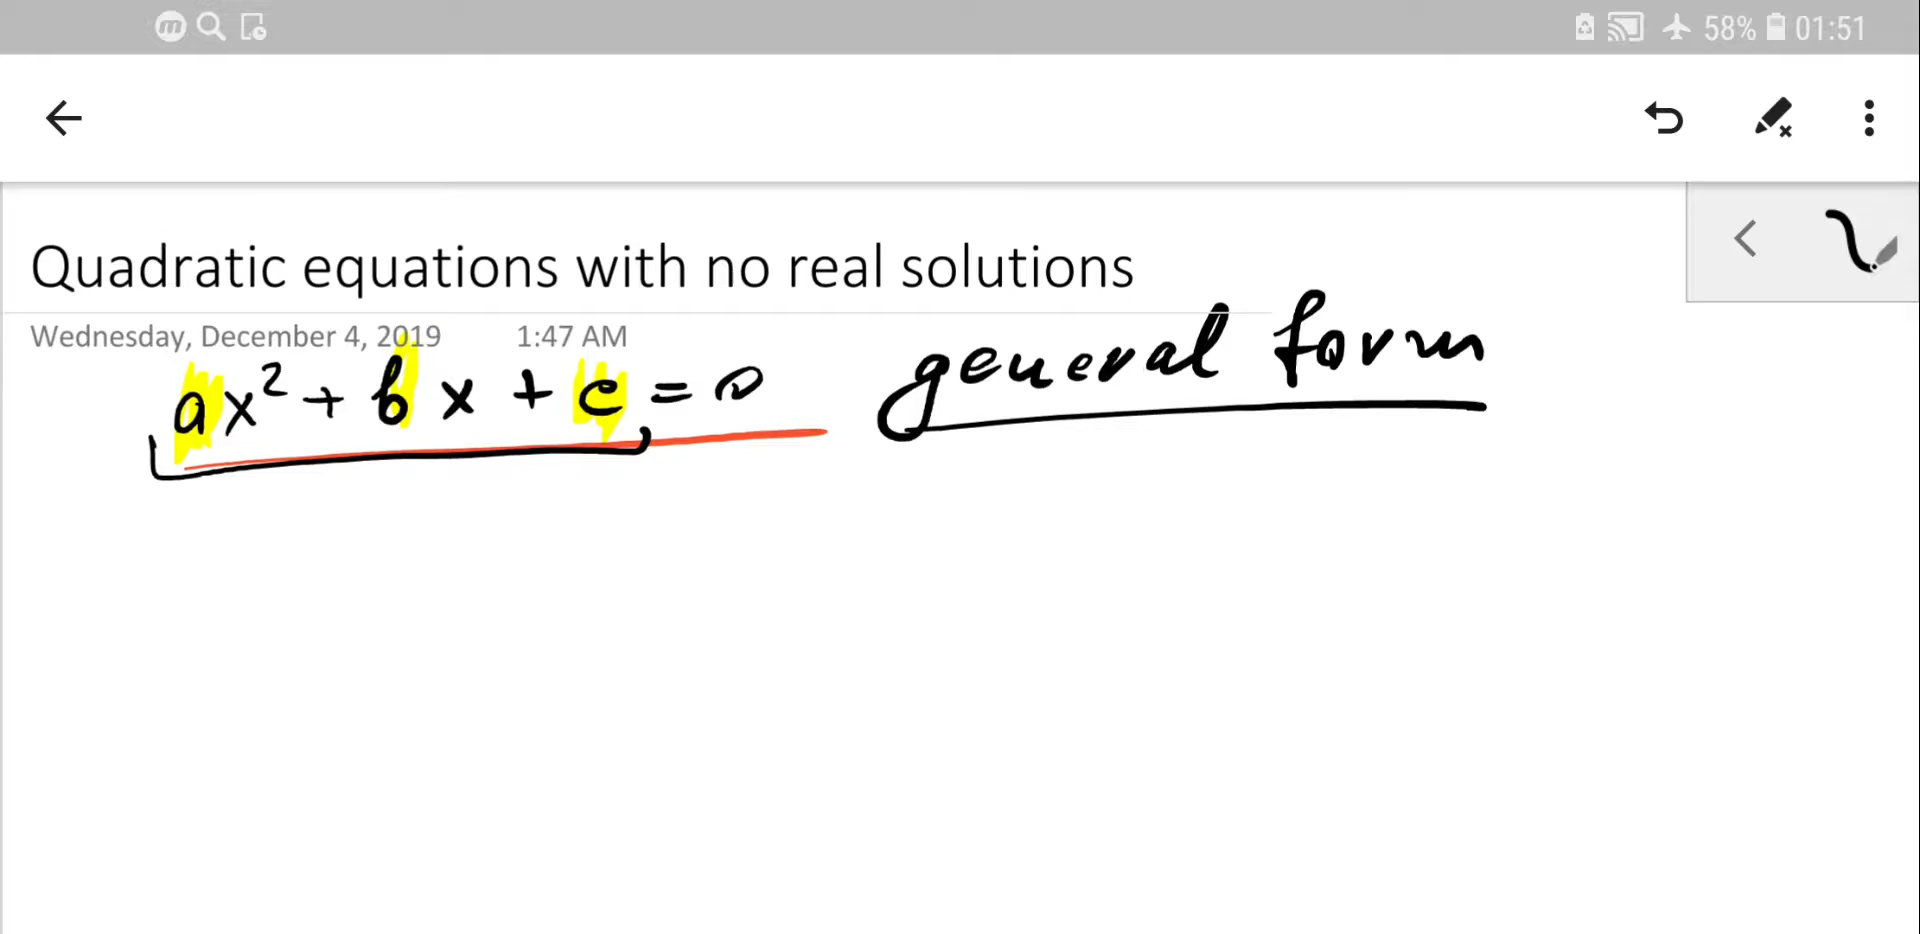 58% 01:51
Quadratic equations with no real solutions
Wednesday, December 4, 2019 1:47 AM
ax² + bx + c = 0 general form